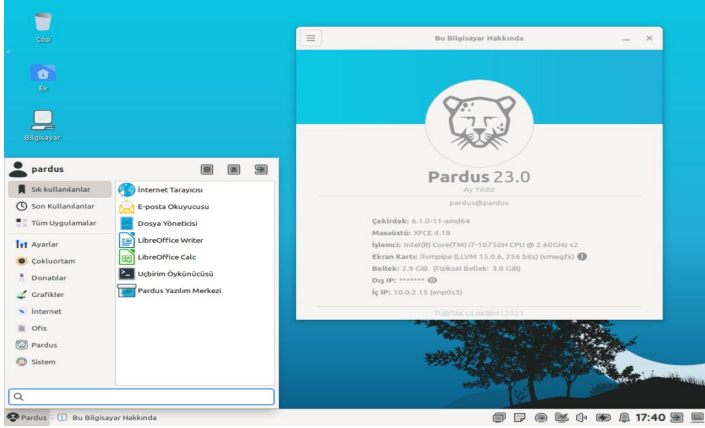 Çöp
Ev
Bilgisayar
Bu Bilgisayar Hakkında
Pardus 23.0
Ay Yıldız
pardus@pardus
Çekirdek: 6.1.0-11-amd64
Masaüstü: XFCE 4.18
İşlemci: Intel(R) Core(TM) i7-10750H CPU @ 2.60GHz x2
Ekran Kartı: llvmpipe (LLVM 15.0.6, 256 bits) (vmwgfx)
Bellek: 2.9 GiB (Fiziksel Bellek: 3.0 GiB)
Dış IP: *******
İç IP: 10.0.2.15 (enp0s3)
TÜBİTAK ULAKBİM | 2023
pardus
Sık kullanılanlar
Son Kullanılanlar
Tüm Uygulamalar
Ayarlar
Çokluortam
Donatılar
Grafikler
İnternet
Ofis
Pardus
Sistem
İnternet Tarayıcısı
E-posta Okuyucusu
Dosya Yöneticisi
LibreOffice Writer
LibreOffice Calc
Uçbirim Öykünücüsü
Pardus Yazılım Merkezi
Pardus
Bu Bilgisayar Hakkında
17:40